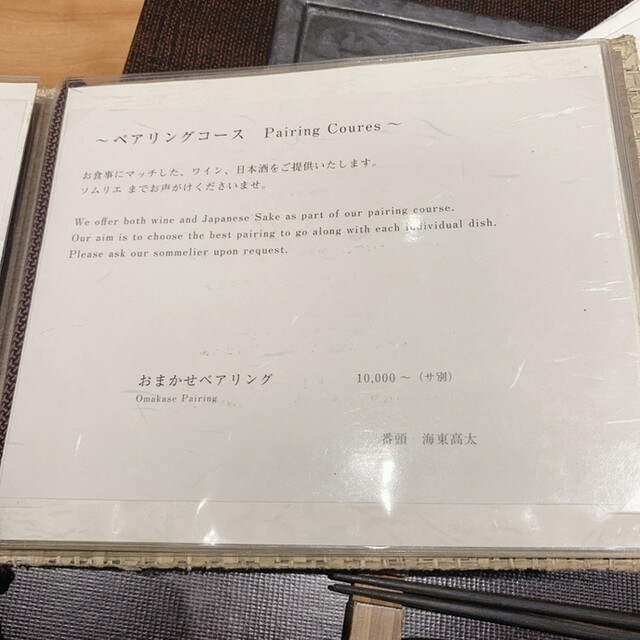 ～ペアリングコース Pairing Coures～
お食事にマッチした、ワイン、日本酒をご提供いたします。
ソムリエ までお声がけくださいませ。
We offer both wine and Japanese Sake as part of our pairing course.
Our aim is to choose the best pairing to go along with each individual dish.
Please ask our sommelier upon request.
おまかせペアリング 10,000～（サ別）
Omakase Pairing
番頭 海東高太